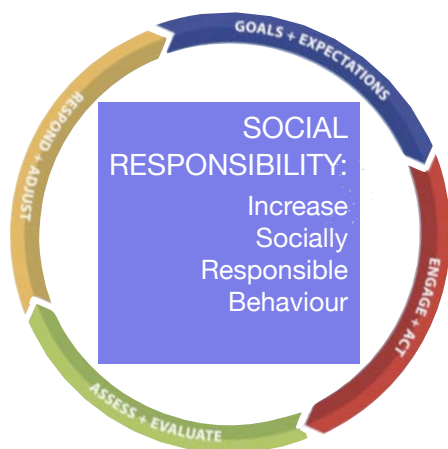 GOALS + EXPECTATIONS
SOCIAL
RESPONSIBILITY:
Increase
Socially
Responsible
Behaviour
ENGAGE + ACT
ASSESS + EVALUATE
RESPOND + ADJUST